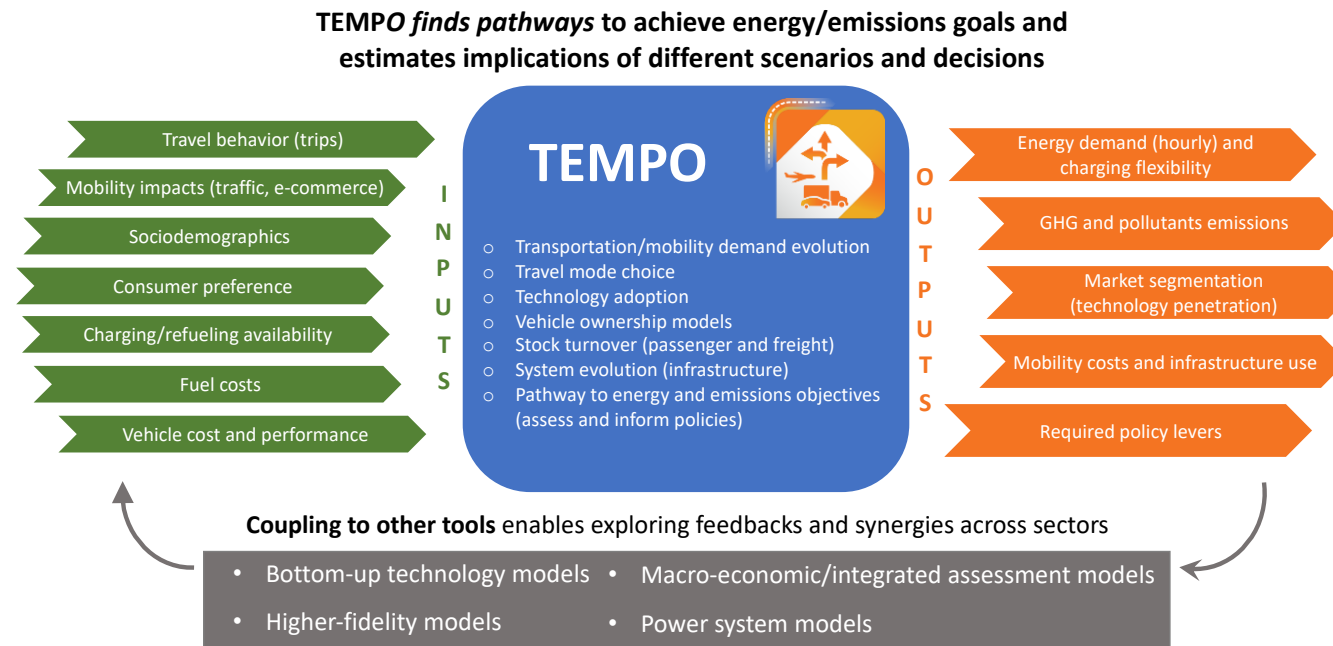 TEMPO finds pathways to achieve energy/emissions goals and
estimates implications of different scenarios and decisions
Travel behavior (trips)
Mobility impacts (traffic, e-commerce)
Sociodemographics
Consumer preference
Charging/refueling availability
Fuel costs
Vehicle cost and performance
INPUTS
TEMPO
o Transportation/mobility demand evolution
o Travel mode choice
o Technology adoption
o Vehicle ownership models
o Stock turnover (passenger and freight)
o System evolution (infrastructure)
o Pathway to energy and emissions objectives
(assess and inform policies)
OUTPUTS
Energy demand (hourly) and
charging flexibility
GHG and pollutants emissions
Market segmentation
(technology penetration)
Mobility costs and infrastructure use
Required policy levers
Coupling to other tools enables exploring feedbacks and synergies across sectors
• Bottom-up technology models
• Higher-fidelity models
• Macro-economic/integrated assessment models
• Power system models